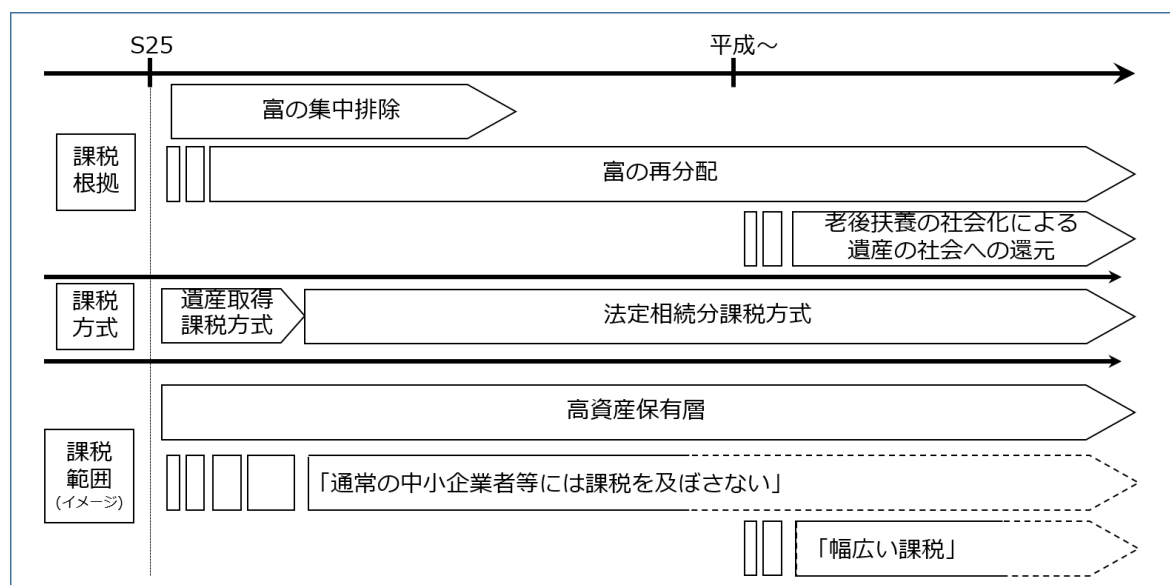 S25
平成～
富の集中排除
課税
根拠
富の再分配
老後扶養の社会化による
遺産の社会への還元
課税
方式
遺産取得
課税方式
法定相続分課税方式
高資産保有層
課税
範囲
(イメージ)
「通常の中小企業者等には課税を及ぼさない」
「幅広い課税」